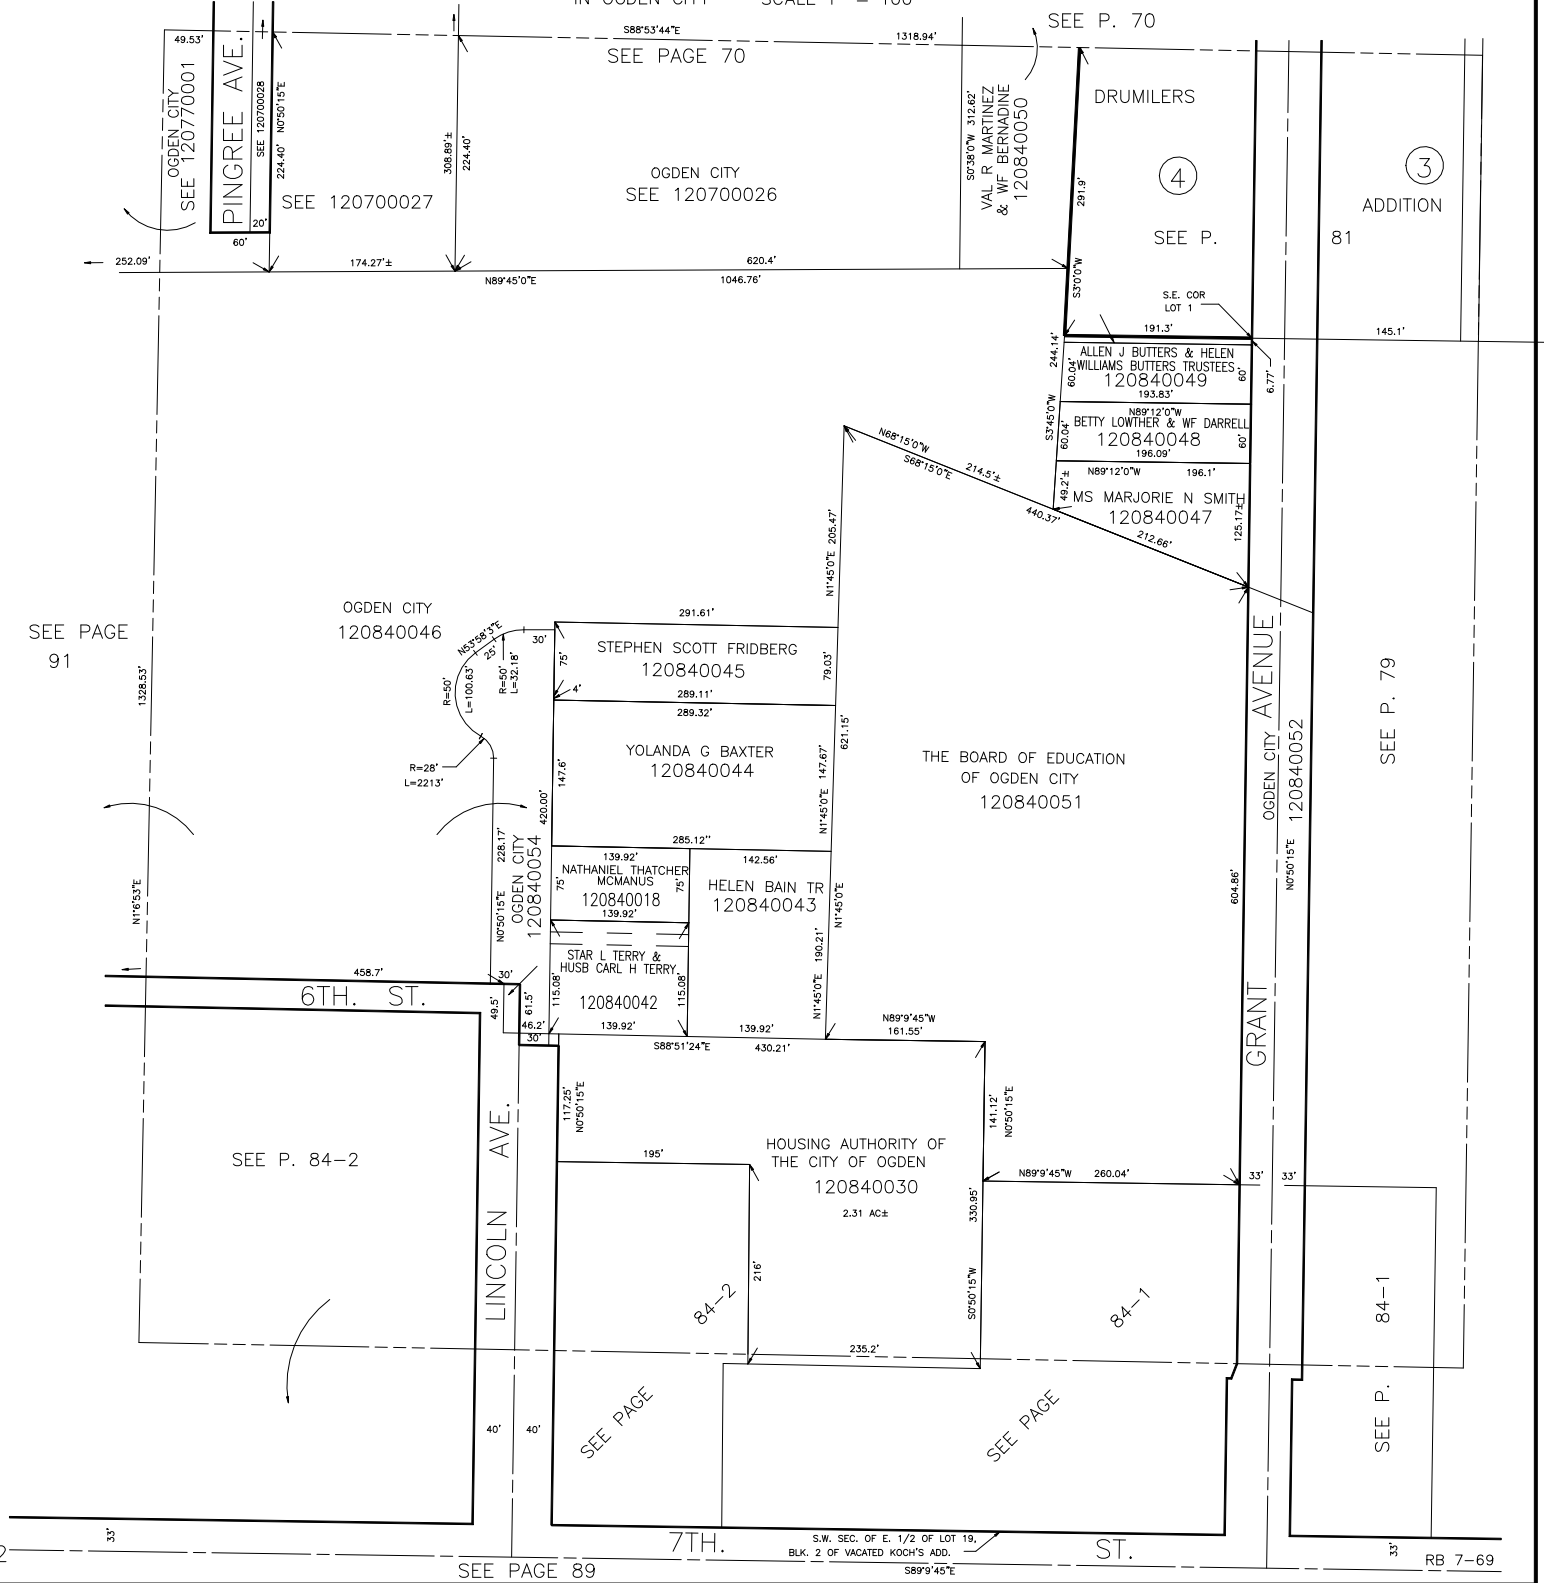 IN OGDEN CITY SCALE 1" = 100'
SEE P. 70
49.53'
S88°53'44"E
1318.94'
SEE PAGE 70
OGDEN CITY
SEE 120770001
PINGREE AVE.
SEE 120700028
20'
60'
224.40' N0°50'15"E
SEE 120700027
308.89'±
224.40'
OGDEN CITY
SEE 120700026
S0°38'0"W 312.62'
VAL R MARTINEZ
& WF BERNADINE
120840050
291.9'
S3°0'0"W
DRUMILERS
4
SEE P.
3
ADDITION
81
252.09'
174.27'±
620.4'
N89°45'0"E
1046.76'
S.E. COR
LOT 1
191.3'
145.1'
244.14'
6.77'
ALLEN J BUTTERS & HELEN
WILLIAMS BUTTERS TRUSTEES
120840049
60.04'
60'
193.83'
S3°45'0"W
N89°12'0"W
BETTY LOWTHER & WF DARRELL
120840048
60.04'
60'
196.09'
N89°12'0"W
196.1'
49.2'±
MS MARJORIE N SMITH
120840047
125.17±
N68°15'0"W
S68°15'0"E
214.5'±
440.37'
212.66'
N1°45'0"E 205.47'
SEE PAGE
91
OGDEN CITY
120840046
1328.53'
N1°6'53"E
291.61'
STEPHEN SCOTT FRIDBERG
120840045
75'
79.03'
4'
289.11'
N53°58'3"E
25'
30'
R=50'
L=32.18'
R=50'
L=100.63'
R=28'
L=2213'
289.32'
YOLANDA G BAXTER
120840044
147.6'
420.00'
N1°45'0"E 147.67'
621.15'
285.12"
THE BOARD OF EDUCATION
OF OGDEN CITY
120840051
GRANT AVENUE
OGDEN CITY
120840052
N0°50'15"E
604.86'
SEE P. 79
228.17'
N0°50'15"E
OGDEN CITY
120840054
139.92'
NATHANIEL THATCHER
MCMANUS
120840018
75'
75'
139.92'
142.56'
HELEN BAIN TR
120840043
N1°45'0"E
N1°45'0"E 190.21'
STAR L TERRY &
HUSB CARL H TERRY
120840042
115.08'
115.08'
458.7'
30'
6TH. ST.
49.5'
61.5'
46.2'
30'
139.92'
139.92'
N89°9'45"W
161.55'
S88°51'24"E
430.21'
117.25'
N0°50'15"E
141.12'
N0°50'15"E
SEE P. 84-2
LINCOLN AVE.
195'
HOUSING AUTHORITY OF
THE CITY OF OGDEN
120840030
2.31 AC±
330.95'
S0°50'15"W
N89°9'45"W 260.04'
33' 33'
216'
235.2'
84-2
SEE PAGE
84-1
SEE PAGE
SEE P. 84-1
40' 40'
33'
7TH. ST.
S.W. SEC. OF E. 1/2 OF LOT 19,
BLK. 2 OF VACATED KOCH'S ADD.
33'
2
SEE PAGE 89
S89°9'45"E
RB 7-69